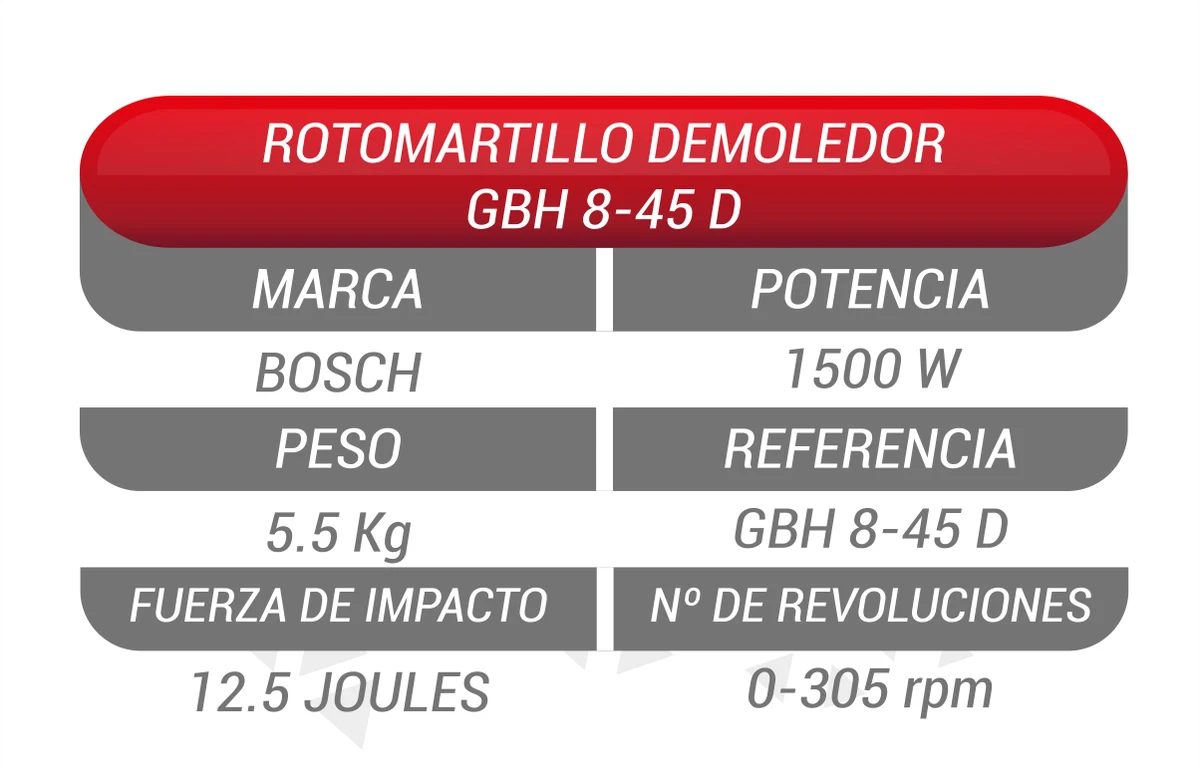 ROTOMARTILLO DEMOLEDOR
GBH 8-45 D
MARCA
POTENCIA
BOSCH
1500 W
PESO
REFERENCIA
5.5 Kg
GBH 8-45 D
FUERZA DE IMPACTO
Nº DE REVOLUCIONES
12.5 JOULES
0-305 rpm